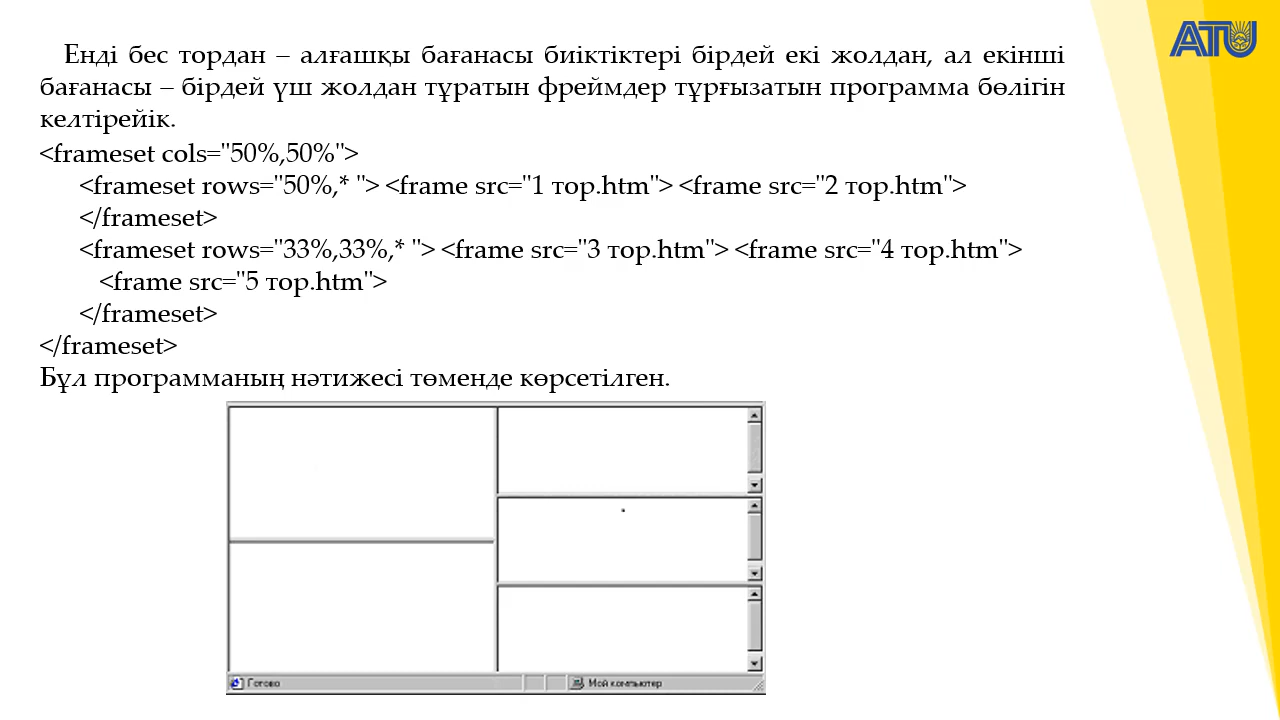 ATU
Енді бес тордан – алғашқы бағанасы биіктіктері бірдей екі жолдан, ал екінші
бағанасы – бірдей үш жолдан тұратын фреймдер тұрғызатын программа бөлігін
келтірейік.
<frameset cols="50%,50%">
<frameset rows="50%,* "> <frame src="1 тор.htm"> <frame src="2 тор.htm">
</frameset>
<frameset rows="33%,33%,* "> <frame src="3 тор.htm"> <frame src="4 тор.htm">
<frame src="5 тор.htm">
</frameset>
</frameset>
Бұл программаның нәтижесі төменде көрсетілген.
Готово Мой компьютер